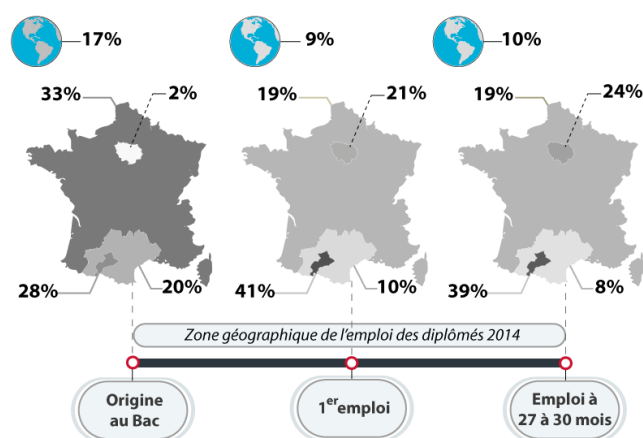 17%
9%
10%
33%
2%
19%
21%
19%
24%
28%
20%
41%
10%
39%
8%
Zone géographique de l'emploi des diplômés 2014
Origine
au Bac
1er emploi
Emploi à
27 à 30 mois